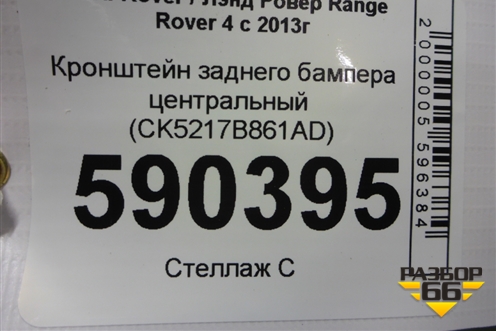 Rover / Лэнд Ровер Range
Rover 4 с 2013г
Кронштейн заднего бампера
центральный
(CK5217B861AD)
590395
Стеллаж С
2000005596384
РАЗБОР
66